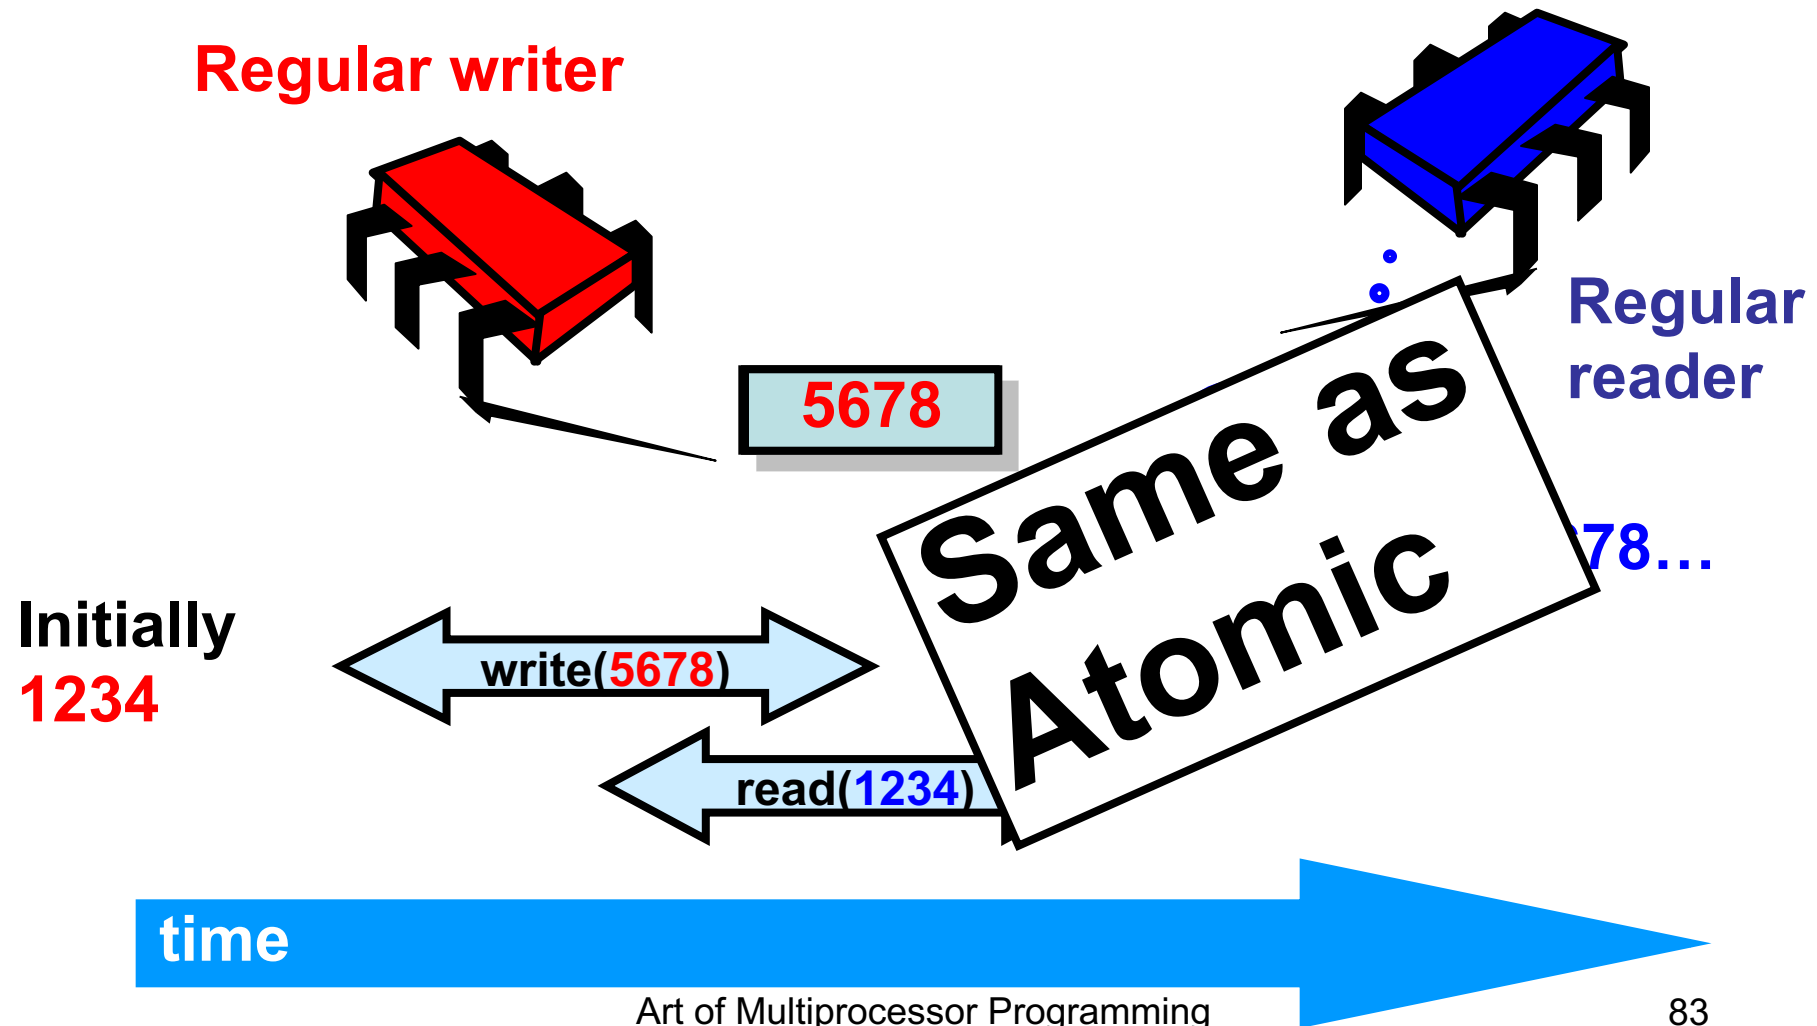 Regular writer
Regular
reader
5678
Same as
Atomic
78…
Initially
1234
write(5678)
read(1234)
time
Art of Multiprocessor Programming
83